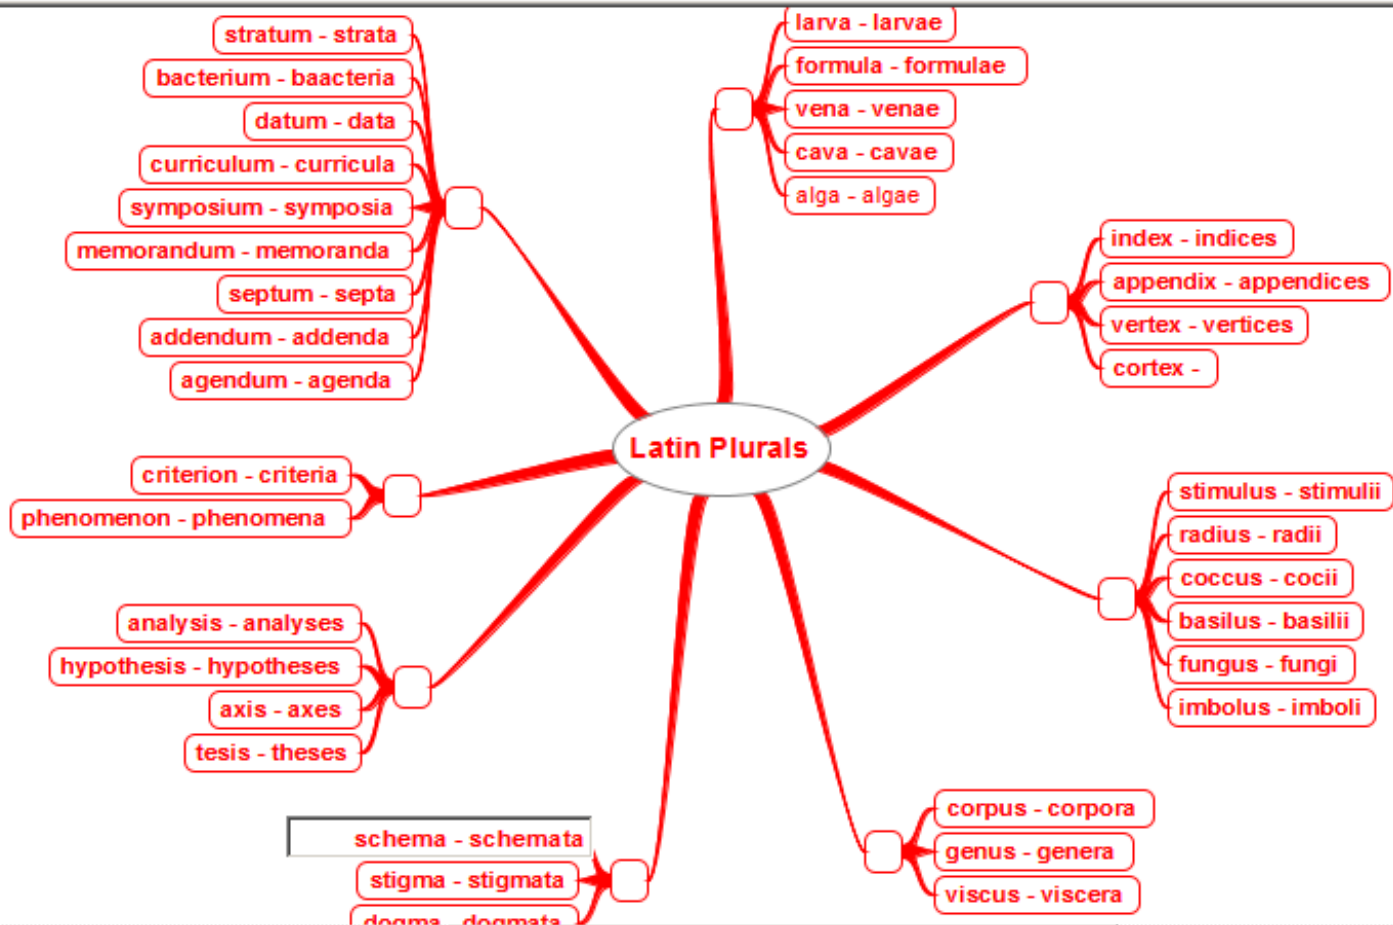 stratum - strata
bacterium - baacteria
datum - data
curriculum - curricula
symposium - symposia
memorandum - memoranda
septum - septa
addendum - addenda
agendum - agenda
larva - larvae
formula - formulae
vena - venae
cava - cavae
alga - algae
index - indices
appendix - appendices
vertex - vertices
cortex -
Latin Plurals
criterion - criteria
phenomenon - phenomena
stimulus - stimulii
radius - radii
coccus - cocii
basilus - basilii
fungus - fungi
imbolus - imboli
analysis - analyses
hypothesis - hypotheses
axis - axes
tesis - theses
schema - schemata
stigma - stigmata
dogma - dogmata
corpus - corpora
genus - genera
viscus - viscera